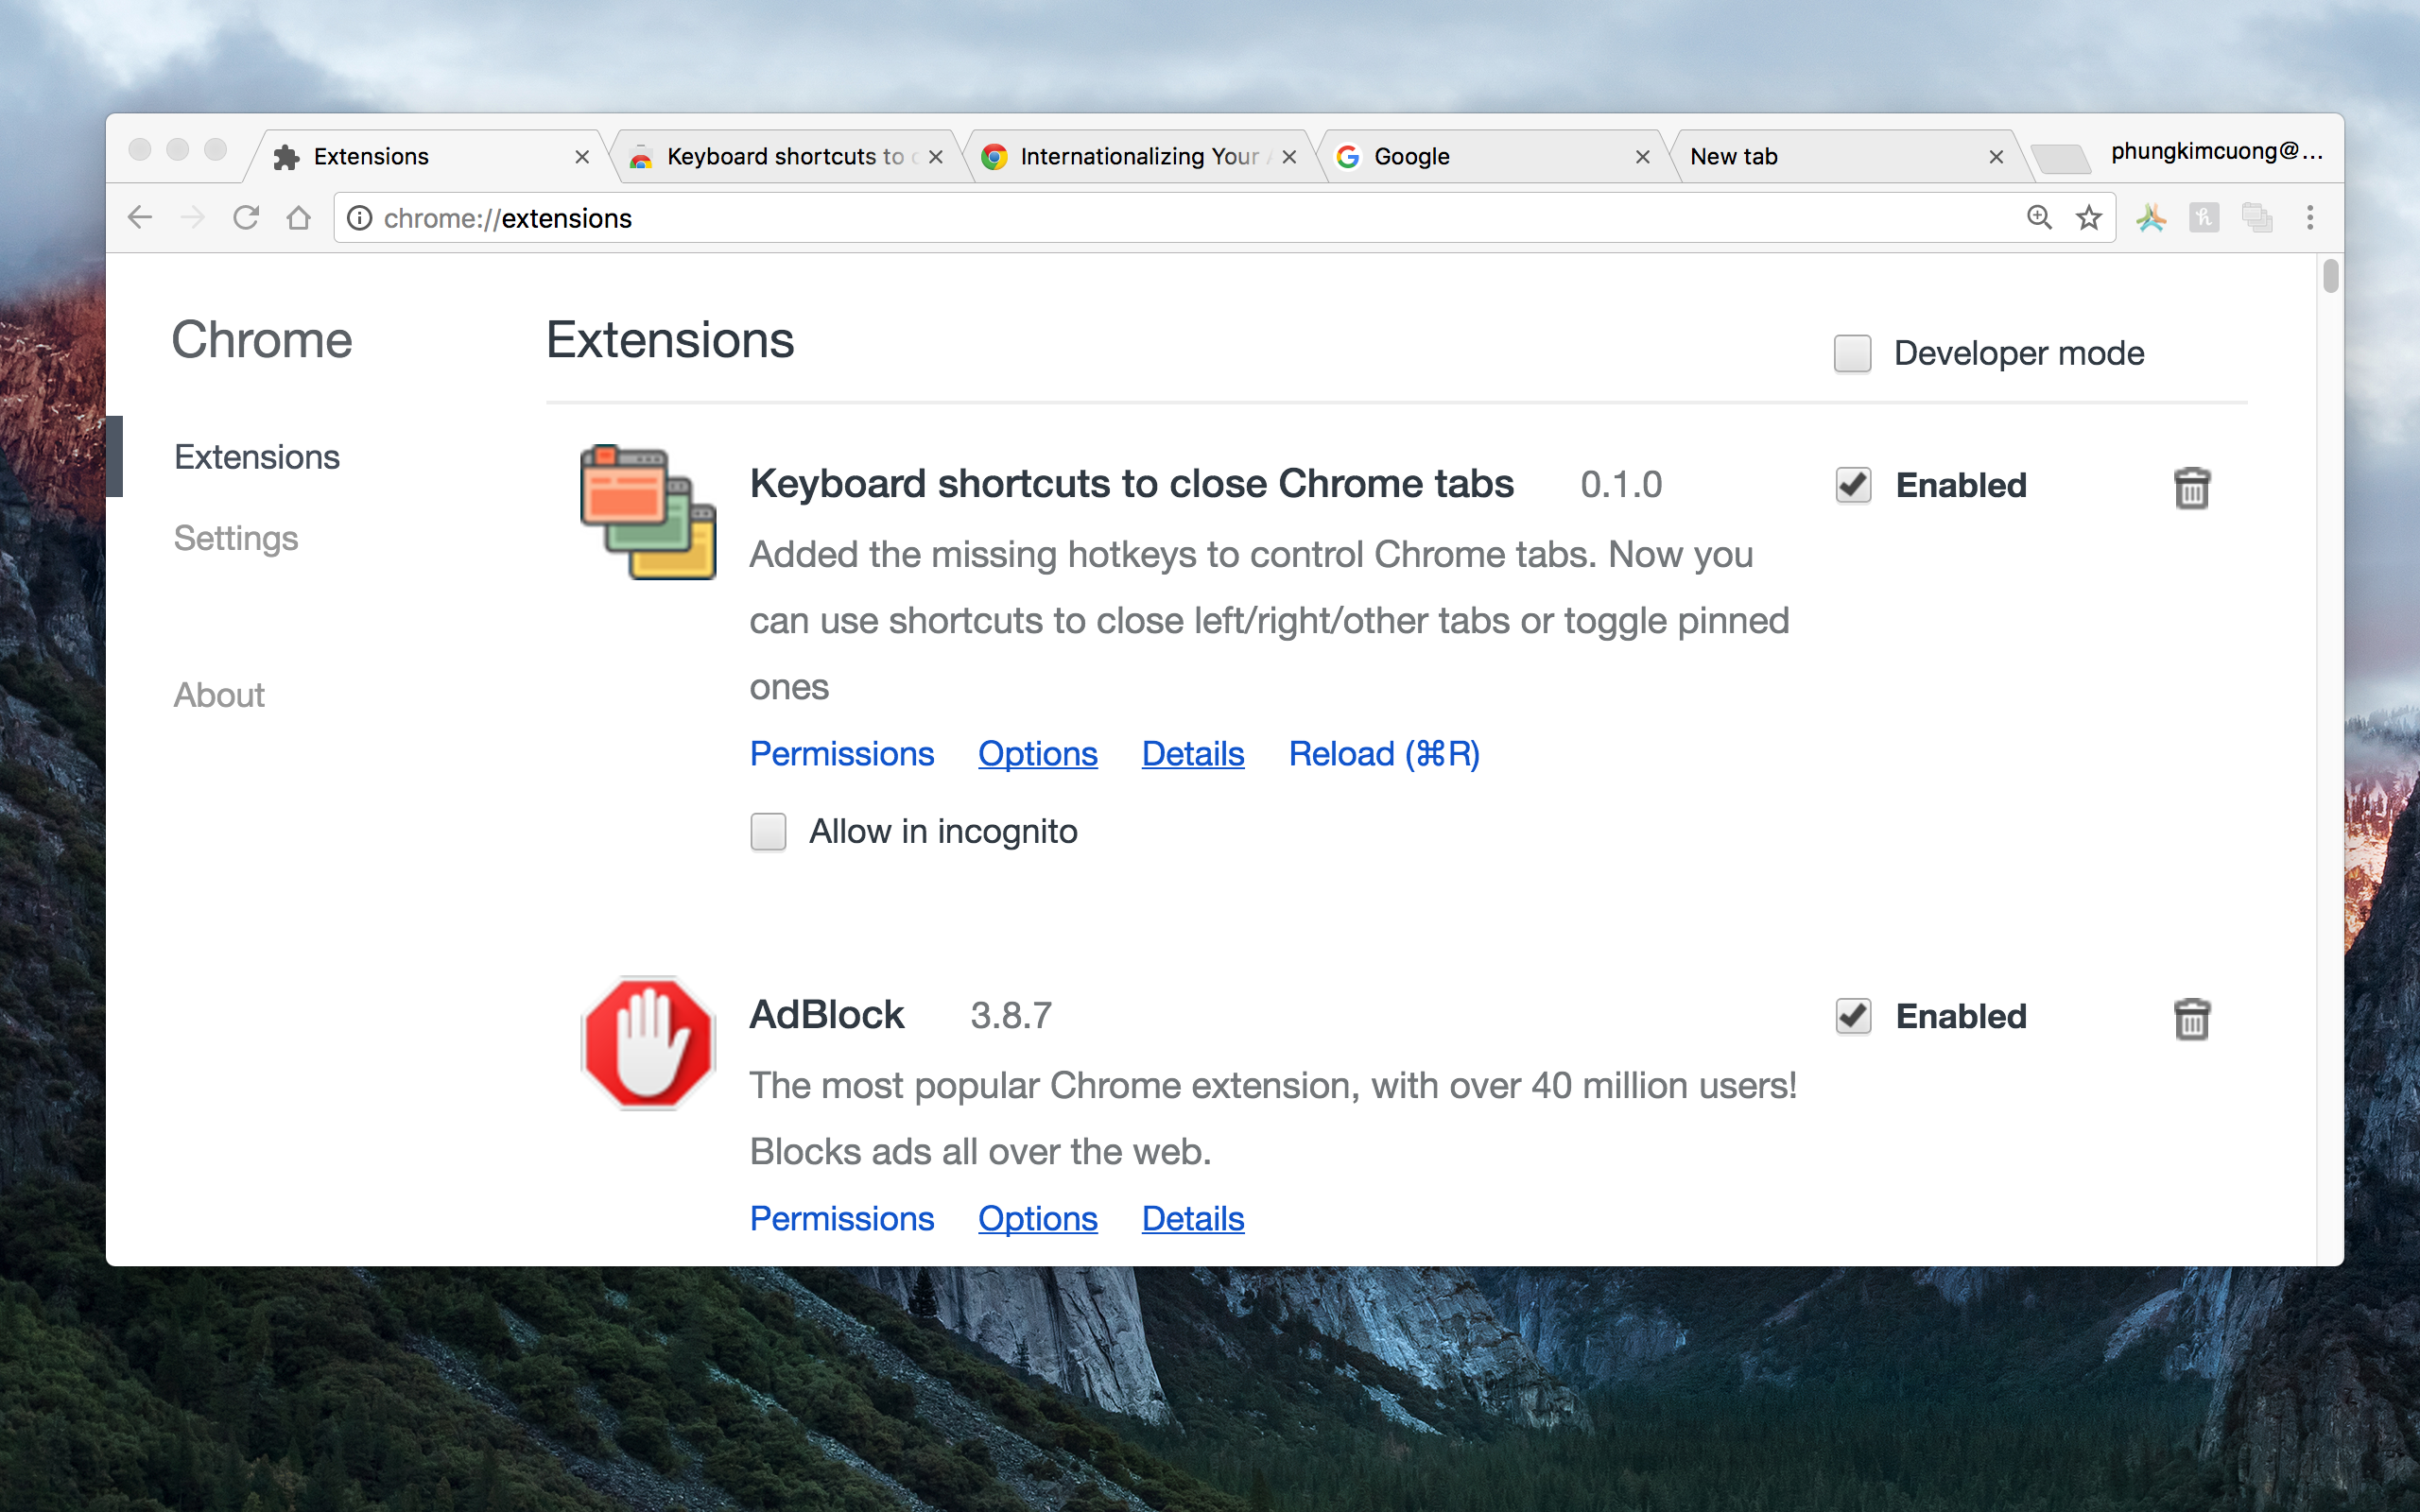 Extensions
Keyboard shortcuts to
Internationalizing Your
Google
New tab
phungkimcuong@...
chrome://extensions
Chrome
Extensions
Developer mode
Extensions
Settings
About
Keyboard shortcuts to close Chrome tabs 0.1.0
Enabled
Added the missing hotkeys to control Chrome tabs. Now you
can use shortcuts to close left/right/other tabs or toggle pinned
ones
Permissions Options Details Reload (⌘R)
Allow in incognito
AdBlock 3.8.7
Enabled
The most popular Chrome extension, with over 40 million users!
Blocks ads all over the web.
Permissions Options Details